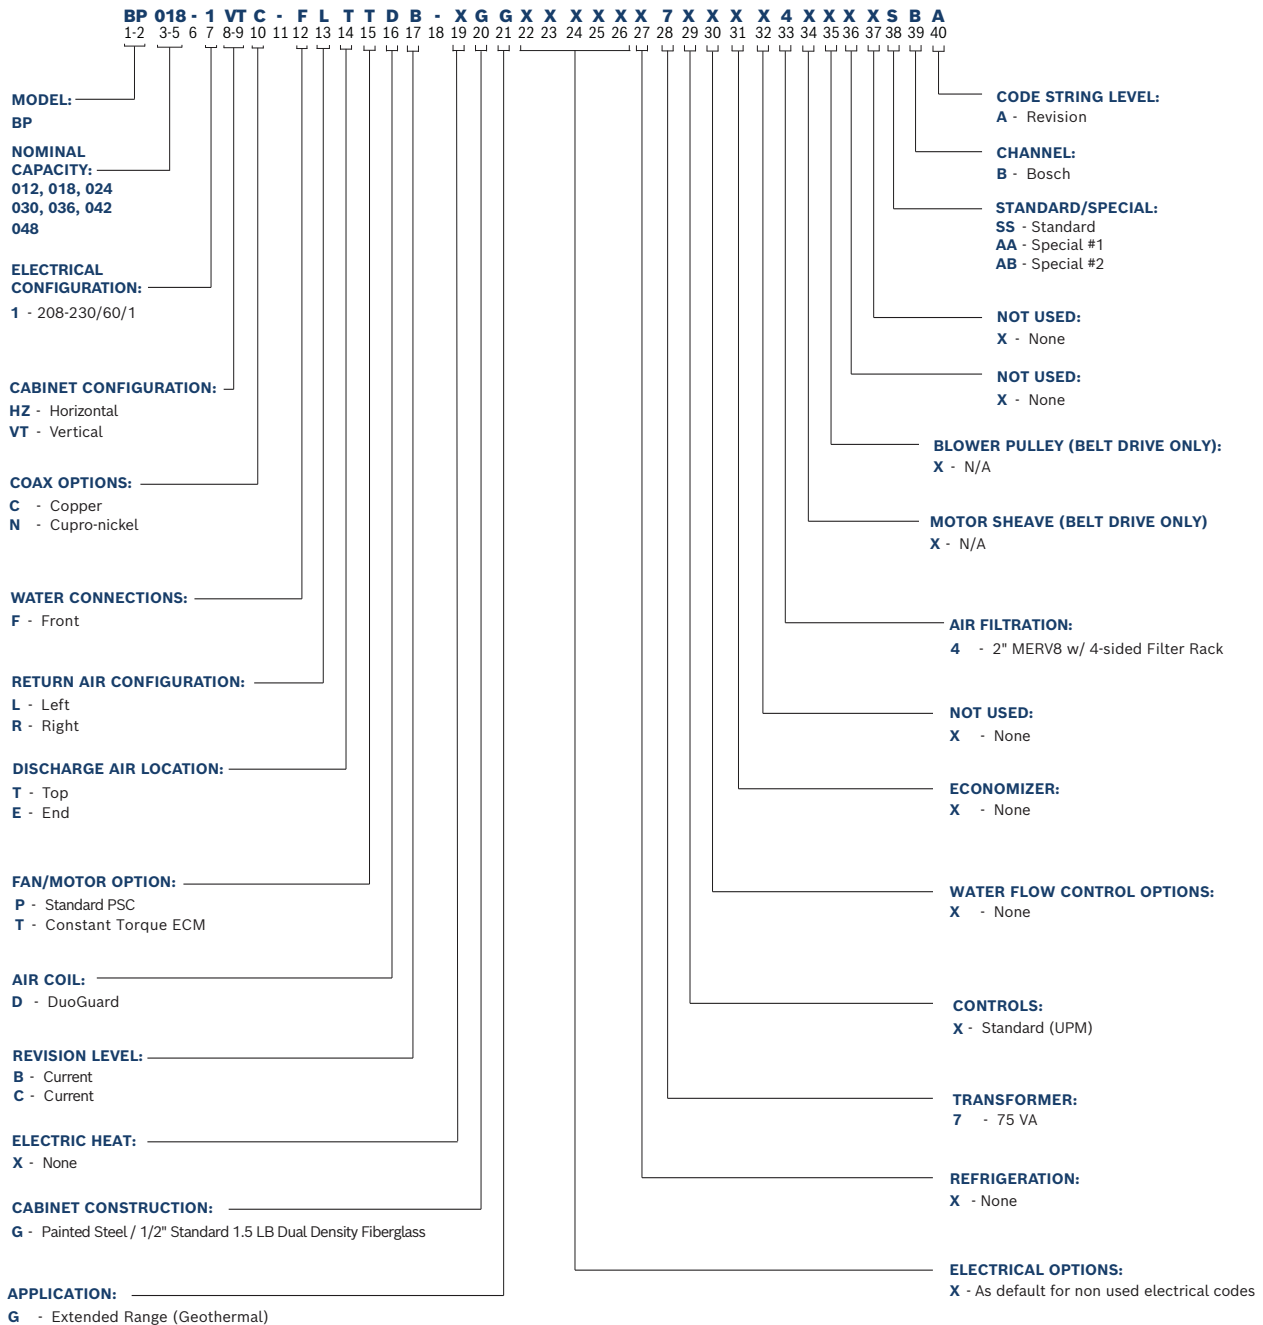 BP 018 - 1 VT C - F L T T D B - X G G X X X X X X 7 X X X X 4 X X X X S B A
1-2 3-5 6 7 8-9 10 11 12 13 14 15 16 17 18 19 20 21 22 23 24 25 26 27 28 29 30 31 32 33 34 35 36 37 38 39 40
MODEL:
BP
NOMINAL
CAPACITY:
012, 018, 024
030, 036, 042
048
ELECTRICAL
CONFIGURATION:
1 - 208-230/60/1
CABINET CONFIGURATION:
HZ - Horizontal
VT - Vertical
COAX OPTIONS:
C - Copper
N - Cupro-nickel
WATER CONNECTIONS:
F - Front
RETURN AIR CONFIGURATION:
L - Left
R - Right
DISCHARGE AIR LOCATION:
T - Top
E - End
FAN/MOTOR OPTION:
P - Standard PSC
T - Constant Torque ECM
AIR COIL:
D - DuoGuard
REVISION LEVEL:
B - Current
C - Current
ELECTRIC HEAT:
X - None
CABINET CONSTRUCTION:
G - Painted Steel / 1/2" Standard 1.5 LB Dual Density Fiberglass
APPLICATION:
G - Extended Range (Geothermal)
CODE STRING LEVEL:
A - Revision
CHANNEL:
B - Bosch
STANDARD/SPECIAL:
SS - Standard
AA - Special #1
AB - Special #2
NOT USED:
X - None
NOT USED:
X - None
BLOWER PULLEY (BELT DRIVE ONLY):
X - N/A
MOTOR SHEAVE (BELT DRIVE ONLY)
X - N/A
AIR FILTRATION:
4 - 2" MERV8 w/ 4-sided Filter Rack
NOT USED:
X - None
ECONOMIZER:
X - None
WATER FLOW CONTROL OPTIONS:
X - None
CONTROLS:
X - Standard (UPM)
TRANSFORMER:
7 - 75 VA
REFRIGERATION:
X - None
ELECTRICAL OPTIONS:
X - As default for non used electrical codes